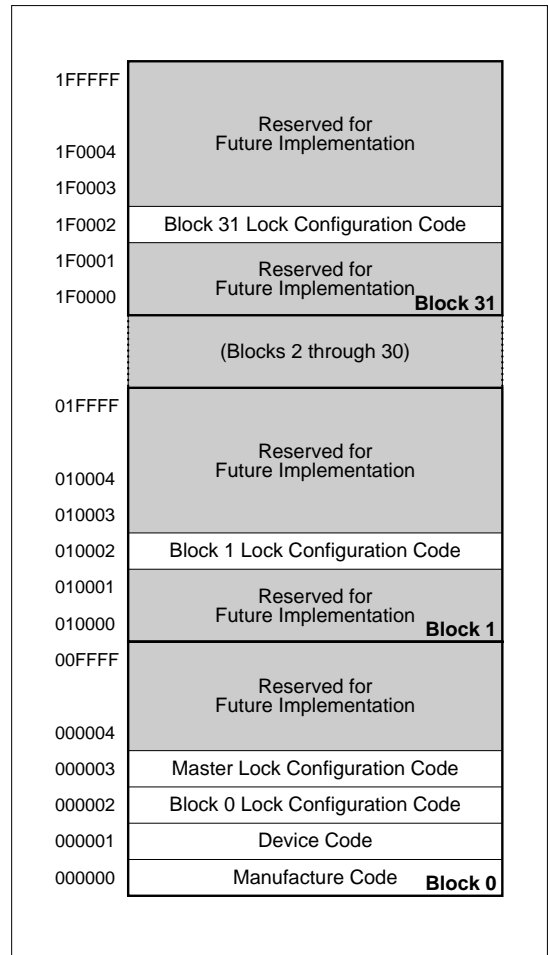 1FFFFF
Reserved for
Future Implementation
1F0004
1F0003
1F0002 Block 31 Lock Configuration Code
1F0001
Reserved for
Future Implementation
1F0000
Block 31
(Blocks 2 through 30)
01FFFF
Reserved for
Future Implementation
010004
010003
010002 Block 1 Lock Configuration Code
010001
Reserved for
Future Implementation
010000
Block 1
00FFFF
Reserved for
Future Implementation
000004
000003 Master Lock Configuration Code
000002 Block 0 Lock Configuration Code
000001 Device Code
000000 Manufacture Code Block 0